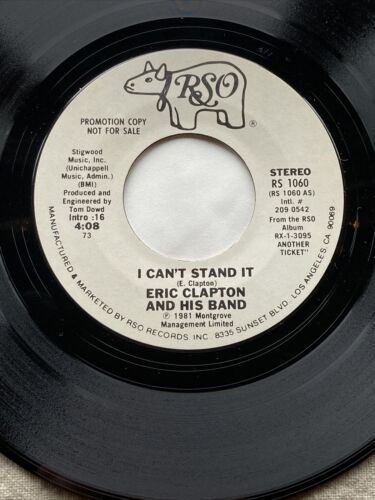 RSO
®
PROMOTION COPY
NOT FOR SALE
Stigwood
Music, Inc.
(Unichappell
Music, Admin.)
(BMI)
Produced and
Engineered by
Tom Dowd
Intro :16
4:08
73
STEREO
RS 1060
(RS 1060 AS)
Intl. #
209 0542
From the RSO
Album
RX-1-3095
ANOTHER
TICKET"
I CAN'T STAND IT
(E. Clapton)
ERIC CLAPTON
AND HIS BAND
℗ 1981 Montgrove
Management Limited
MANUFACTURED & MARKETED BY RSO RECORDS, INC. 8335 SUNSET BLVD. LOS ANGELES, CA 90069